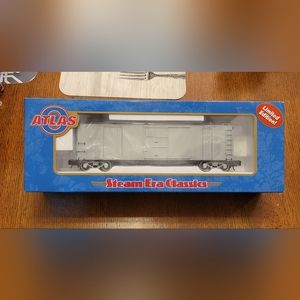 ATLAS
O
Limited
Edition!
Steam Era Classics